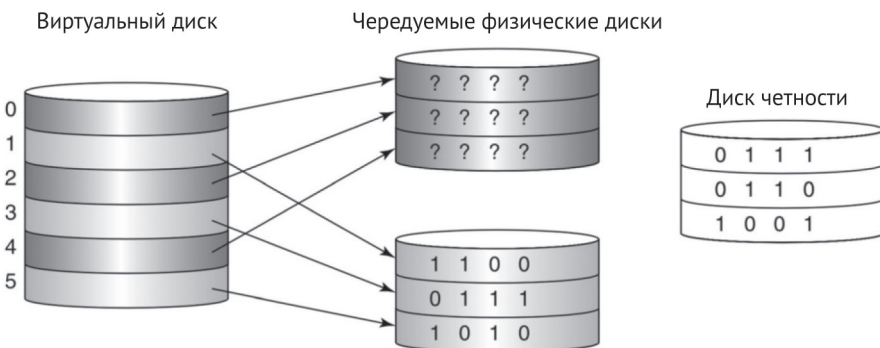 Виртуальный диск
Чередуемые физические диски
0
1
2
3
4
5
? ? ? ?
? ? ? ?
? ? ? ?
1 1 0 0
0 1 1 1
1 0 1 0
Диск четности
0 1 1 1
0 1 1 0
1 0 0 1